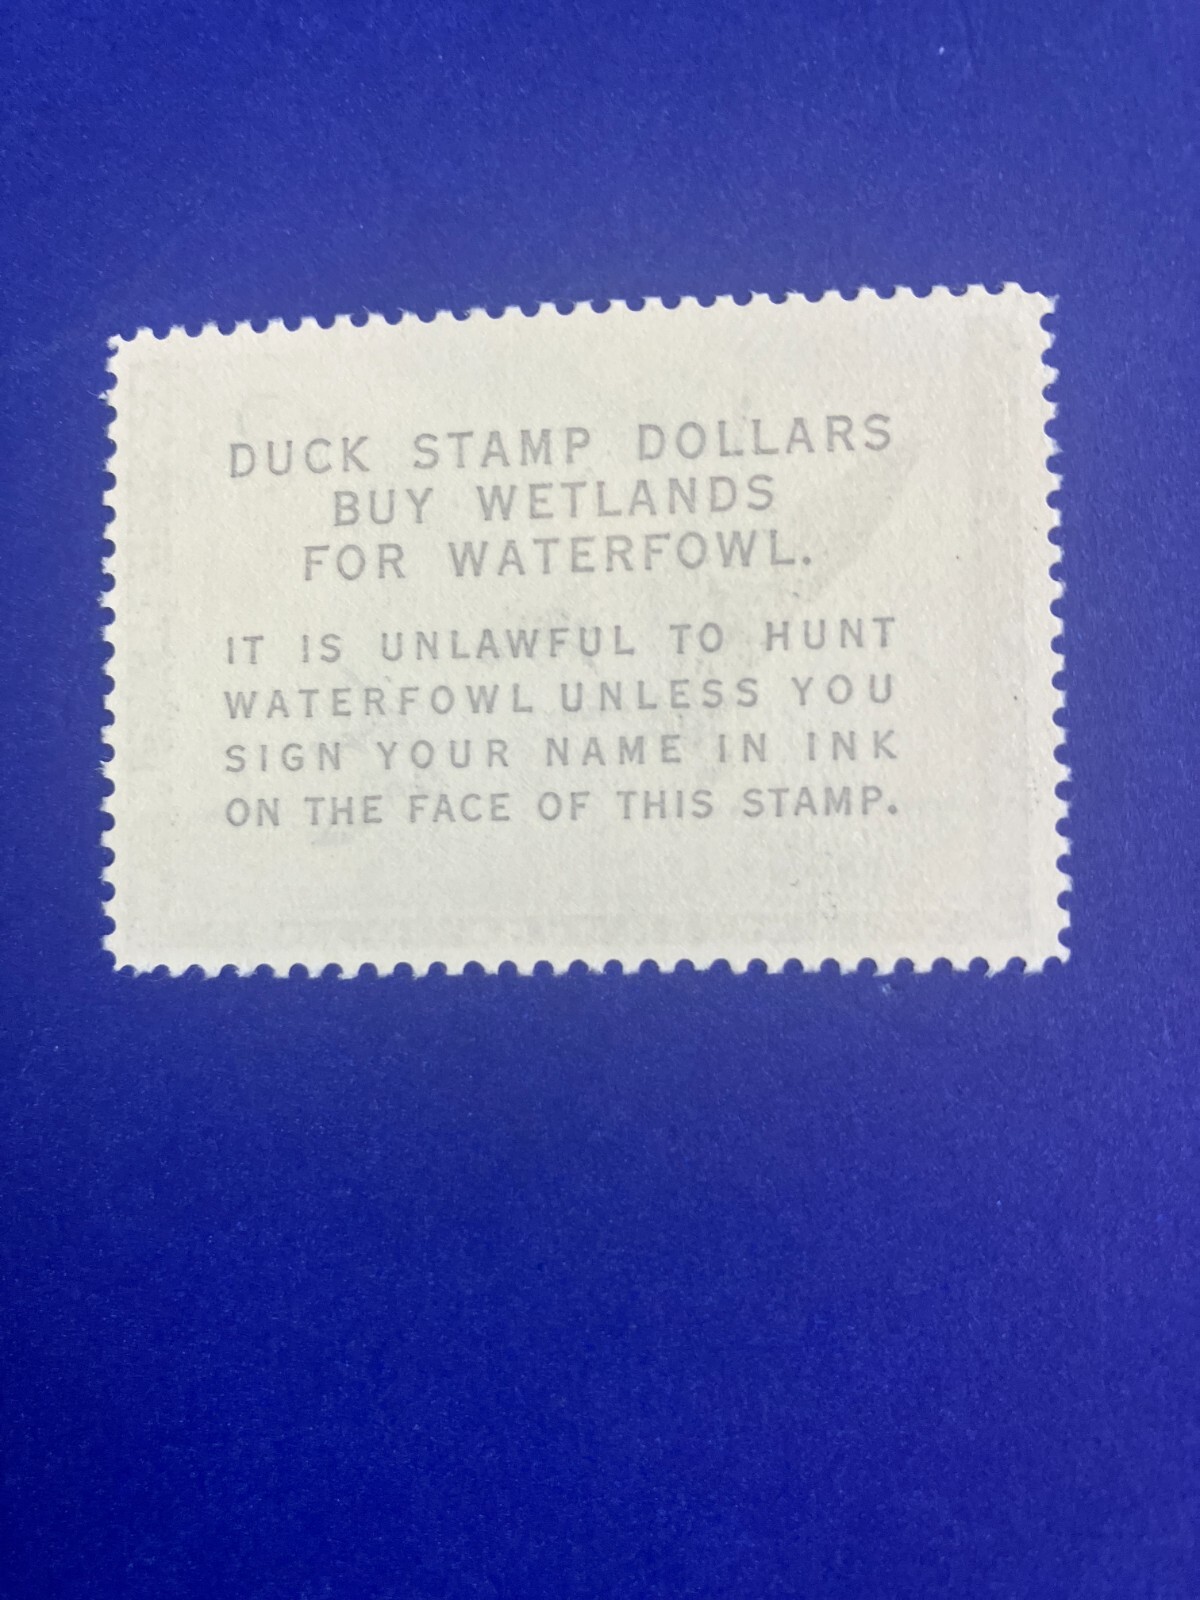 DUCK STAMP DOLLARS
BUY WETLANDS
FOR WATERFOWL.
IT IS UNLAWFUL TO HUNT
WATERFOWL UNLESS YOU
SIGN YOUR NAME IN INK
ON THE FACE OF THIS STAMP.